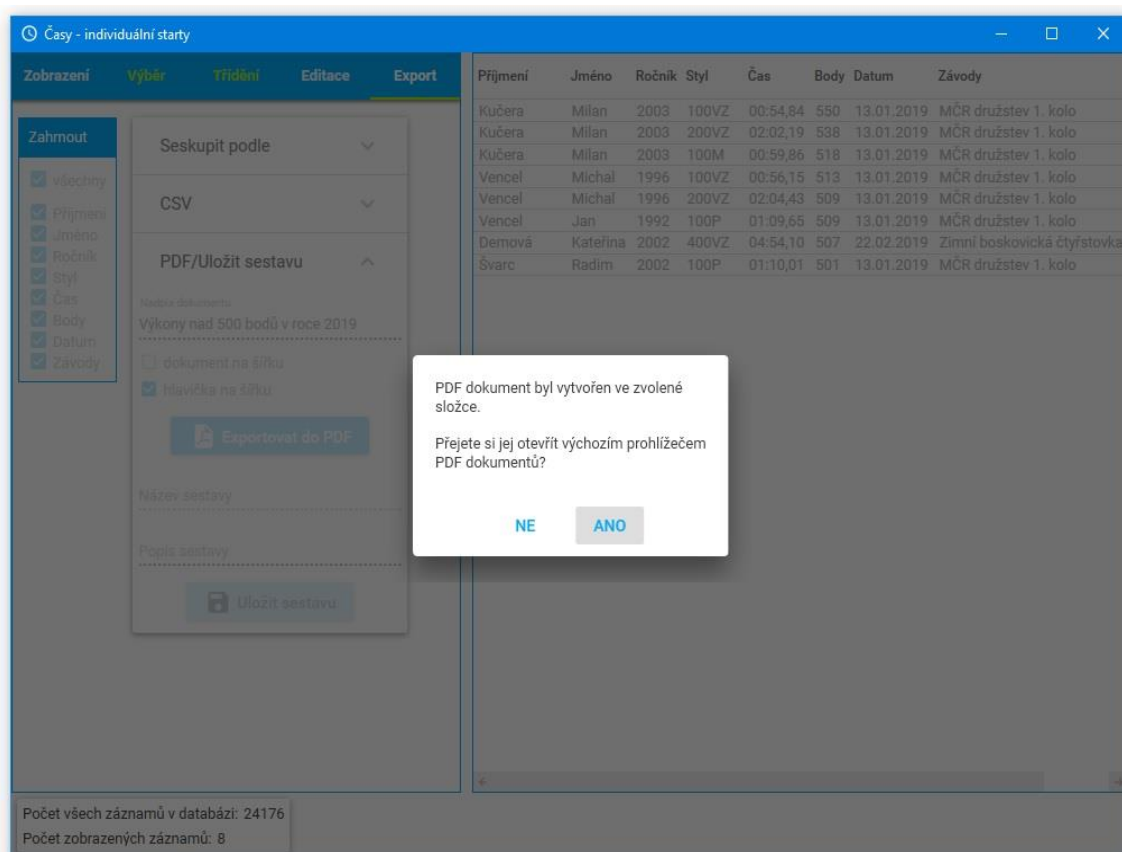 Časy - individuální starty
Zobrazení Výběr Třídění Editace Export
Zahrnout
všechny
Příjmení
Jméno
Ročník
Styl
Čas
Body
Datum
Závody
Seskupit podle
CSV
PDF/Uložit sestavu
Nadpis dokumentu
Výkony nad 500 bodů v roce 2019
dokument na šířku
hlavička na šířku
Exportovat do PDF
Název sestavy
Popis sestavy
Uložit sestavu
Příjmení Jméno Ročník Styl Čas Body Datum Závody
Kučera Milan 2003 100VZ 00:54,84 550 13.01.2019 MČR družstev 1. kolo
Kučera Milan 2003 200VZ 02:02,19 538 13.01.2019 MČR družstev 1. kolo
Kučera Milan 2003 100M 00:59,86 518 13.01.2019 MČR družstev 1. kolo
Vencel Michal 1996 100VZ 00:56,15 513 13.01.2019 MČR družstev 1. kolo
Vencel Michal 1996 200VZ 02:04,43 509 13.01.2019 MČR družstev 1. kolo
Vencel Jan 1992 100P 01:09,65 509 13.01.2019 MČR družstev 1. kolo
Demová Kateřina 2002 400VZ 04:54,10 507 22.02.2019 Zimní boskovická čtyřstovka
Švarc Radim 2002 100P 01:10,01 501 13.01.2019 MČR družstev 1. kolo
PDF dokument byl vytvořen ve zvolené
složce.
Přejete si jej otevřít výchozím prohlížečem
PDF dokumentů?
NE ANO
Počet všech záznamů v databázi: 24176
Počet zobrazených záznamů: 8